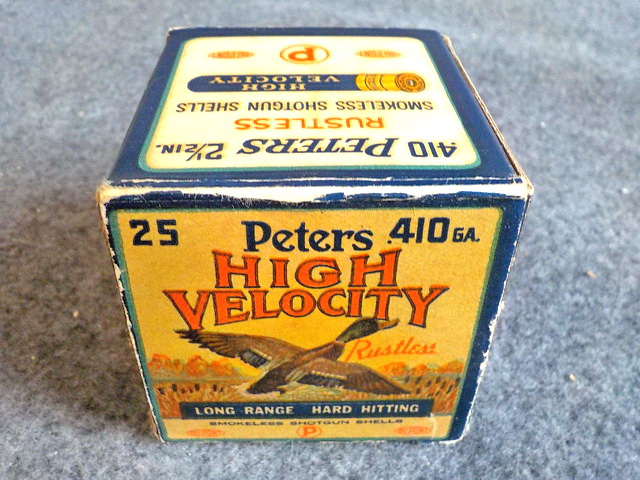 P
HIGH
VELOCITY
SMOKELESS SHOTGUN SHELLS
RUSTLESS
.410 PETERS 2½ IN.
25 Peters .410 GA.
HIGH
VELOCITY
Rustless
LONG RANGE HARD HITTING
SMOKELESS SHOTGUN SHELLS
P